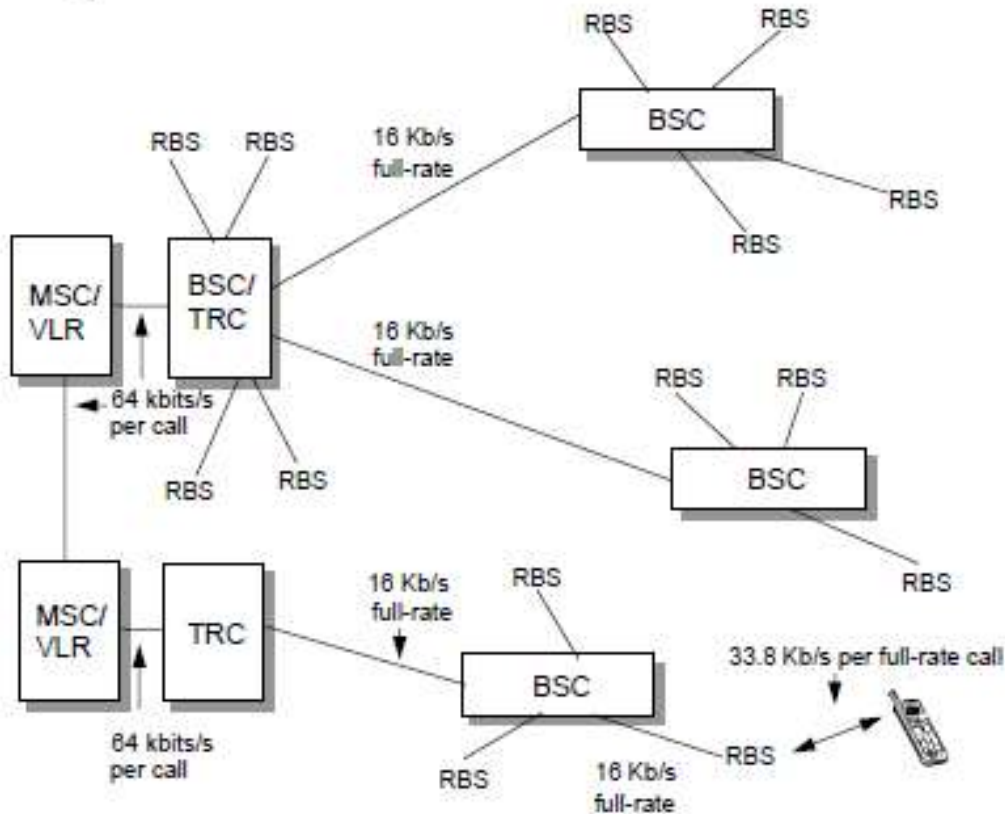 RBS
RBS
BSC
16 Kb/s
full-rate
RBS
RBS
RBS
RBS
MSC/
VLR
BSC/
TRC
16 Kb/s
full-rate
64 kbits/s
per call
RBS
RBS
RBS
RBS
BSC
RBS
MSC/
VLR
TRC
16 Kb/s
full-rate
RBS
BSC
33.8 Kb/s per full-rate call
64 kbits/s
per call
RBS
16 Kb/s
full-rate
RBS